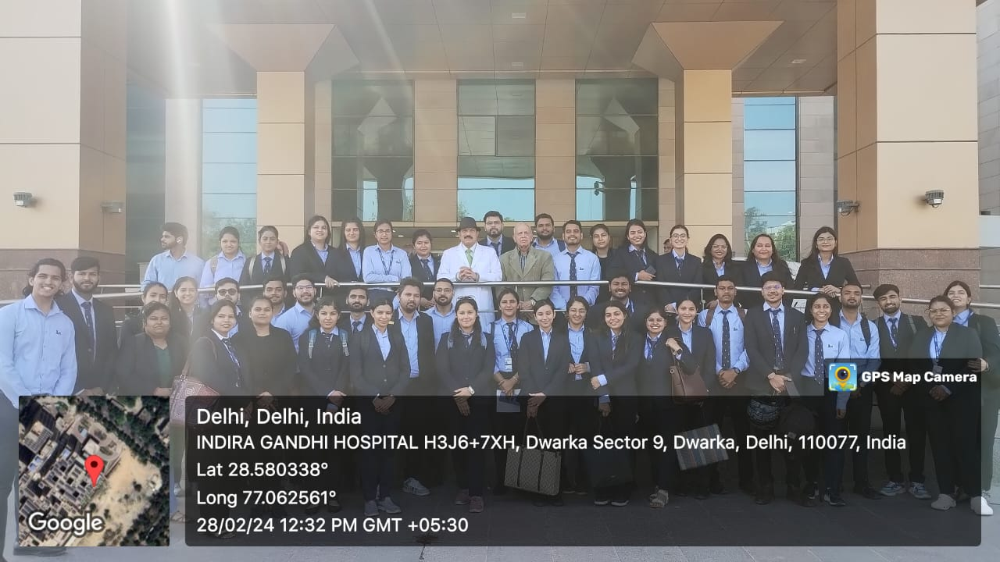 GPS Map Camera
Delhi, Delhi, India
INDIRA GANDHI HOSPITAL H3J6+7XH, Dwarka Sector 9, Dwarka, Delhi, 110077, India
Lat 28.580338°
Long 77.062561°
28/02/24 12:32 PM GMT +05:30
Google